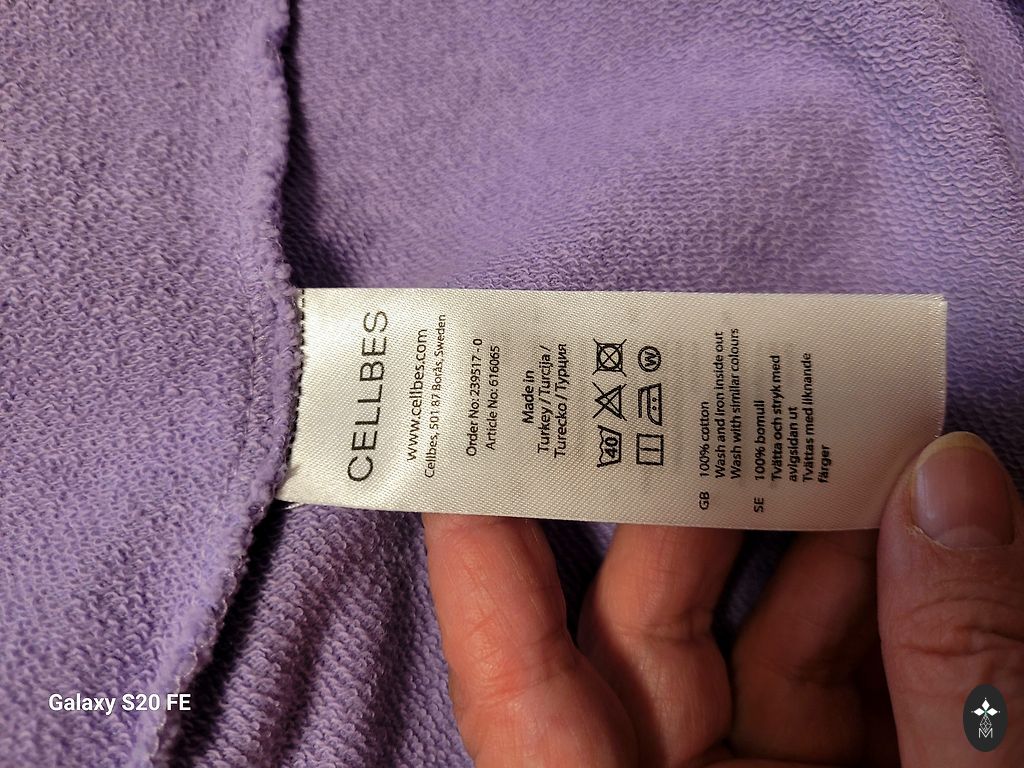 CELLBES
www.cellbes.com
Cellbes, 501 87 Borås, Sweden
Order No: 239517 - 0
Article No: 616065
Made in
Turkey / Turcija /
Turecko / Турция
40
W
GB 100% cotton
Wash and iron inside out
Wash with similar colours
SE 100% bomull
Tvätta och stryk med
avigsidan ut
Tvättas med liknande
färger
Galaxy S20 FE
M